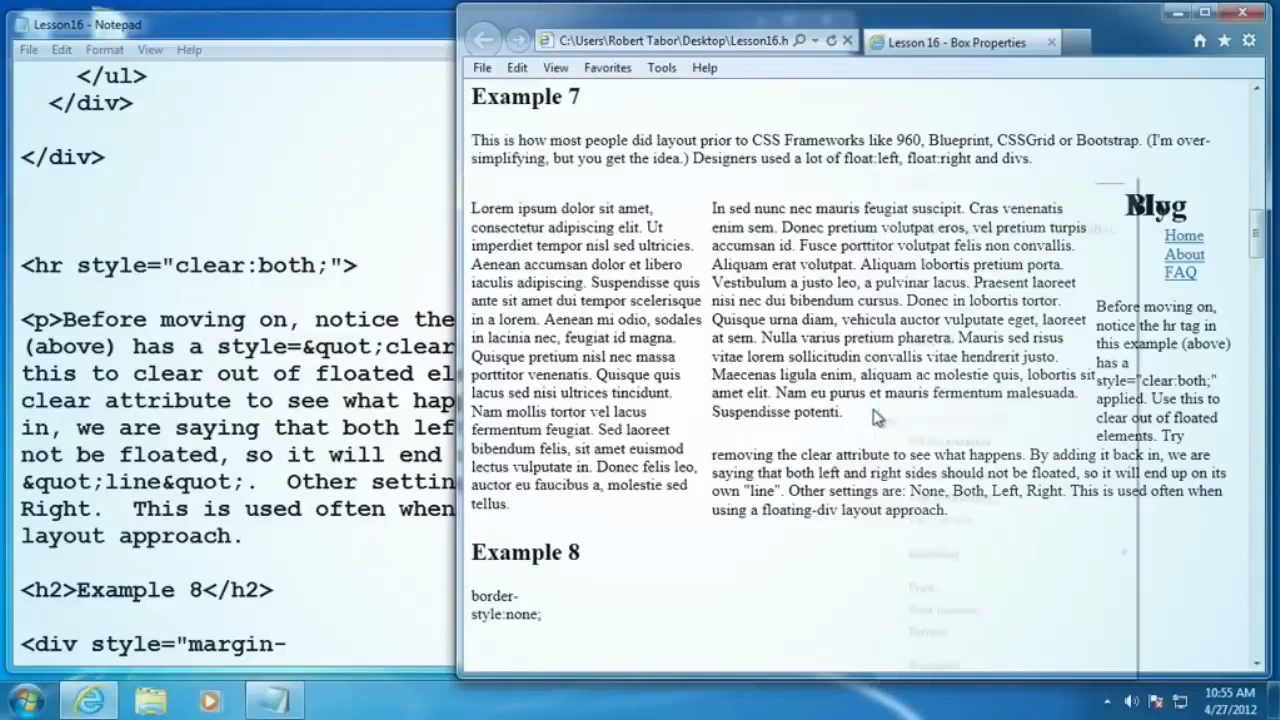 Lesson16 - Notepad
File Edit Format View Help
</ul>
</div>
</div>
<hr style="clear:both;">
<p>Before moving on, notice the
(above) has a style=&quot;clear
this to clear out of floated el
clear attribute to see what hap
in, we are saying that both lef
not be floated, so it will end
&quot;line&quot;. Other settin
Right. This is used often when
layout approach.
<h2>Example 8</h2>
<div style="margin-
C:\Users\Robert Tabor\Desktop\Lesson16.h
Lesson 16 - Box Properties
File Edit View Favorites Tools Help
Example 7
This is how most people did layout prior to CSS Frameworks like 960, Blueprint, CSSGrid or Bootstrap. (I'm over-
simplifying, but you get the idea.) Designers used a lot of float:left, float:right and divs.
Lorem ipsum dolor sit amet,
consectetur adipiscing elit. Ut
imperdiet tempor nisl sed ultricies.
Aenean accumsan dolor et libero
iaculis adipiscing. Suspendisse quis
ante sit amet dui tempor scelerisque
in a lorem. Aenean mi odio, sodales
in lacinia nec, feugiat id magna.
Quisque pretium nisl nec massa
porttitor venenatis. Quisque quis
lacus sed nisi ultrices tincidunt.
Nam mollis tortor vel lacus
fermentum feugiat. Sed laoreet
bibendum felis, sit amet euismod
lectus vulputate in. Donec felis leo,
auctor eu faucibus a, molestie sed
tellus.
In sed nunc nec mauris feugiat suscipit. Cras venenatis
enim sem. Donec pretium volutpat eros, vel pretium turpis
accumsan id. Fusce porttitor volutpat felis non convallis.
Aliquam erat volutpat. Aliquam lobortis pretium porta.
Vestibulum a justo leo, a pulvinar lacus. Praesent laoreet
nisi nec dui bibendum cursus. Donec in lobortis tortor.
Quisque urna diam, vehicula auctor vulputate eget, laoreet
at sem. Nulla varius pretium pharetra. Mauris sed risus
vitae lorem sollicitudin convallis vitae hendrerit justo.
Maecenas ligula enim, aliquam ac molestie quis, lobortis sit
amet elit. Nam eu purus et mauris fermentum malesuada.
Suspendisse potenti.
Home
About
FAQ
Before moving on,
notice the hr tag in
this example (above)
has a
style="clear:both;"
applied. Use this to
clear out of floated
elements. Try
removing the clear attribute to see what happens. By adding it back in, we are
saying that both left and right sides should not be floated, so it will end up on its
own "line". Other settings are: None, Both, Left, Right. This is used often when
using a floating-div layout approach.
Example 8
border-
style:none;
10:55 AM
4/27/2012